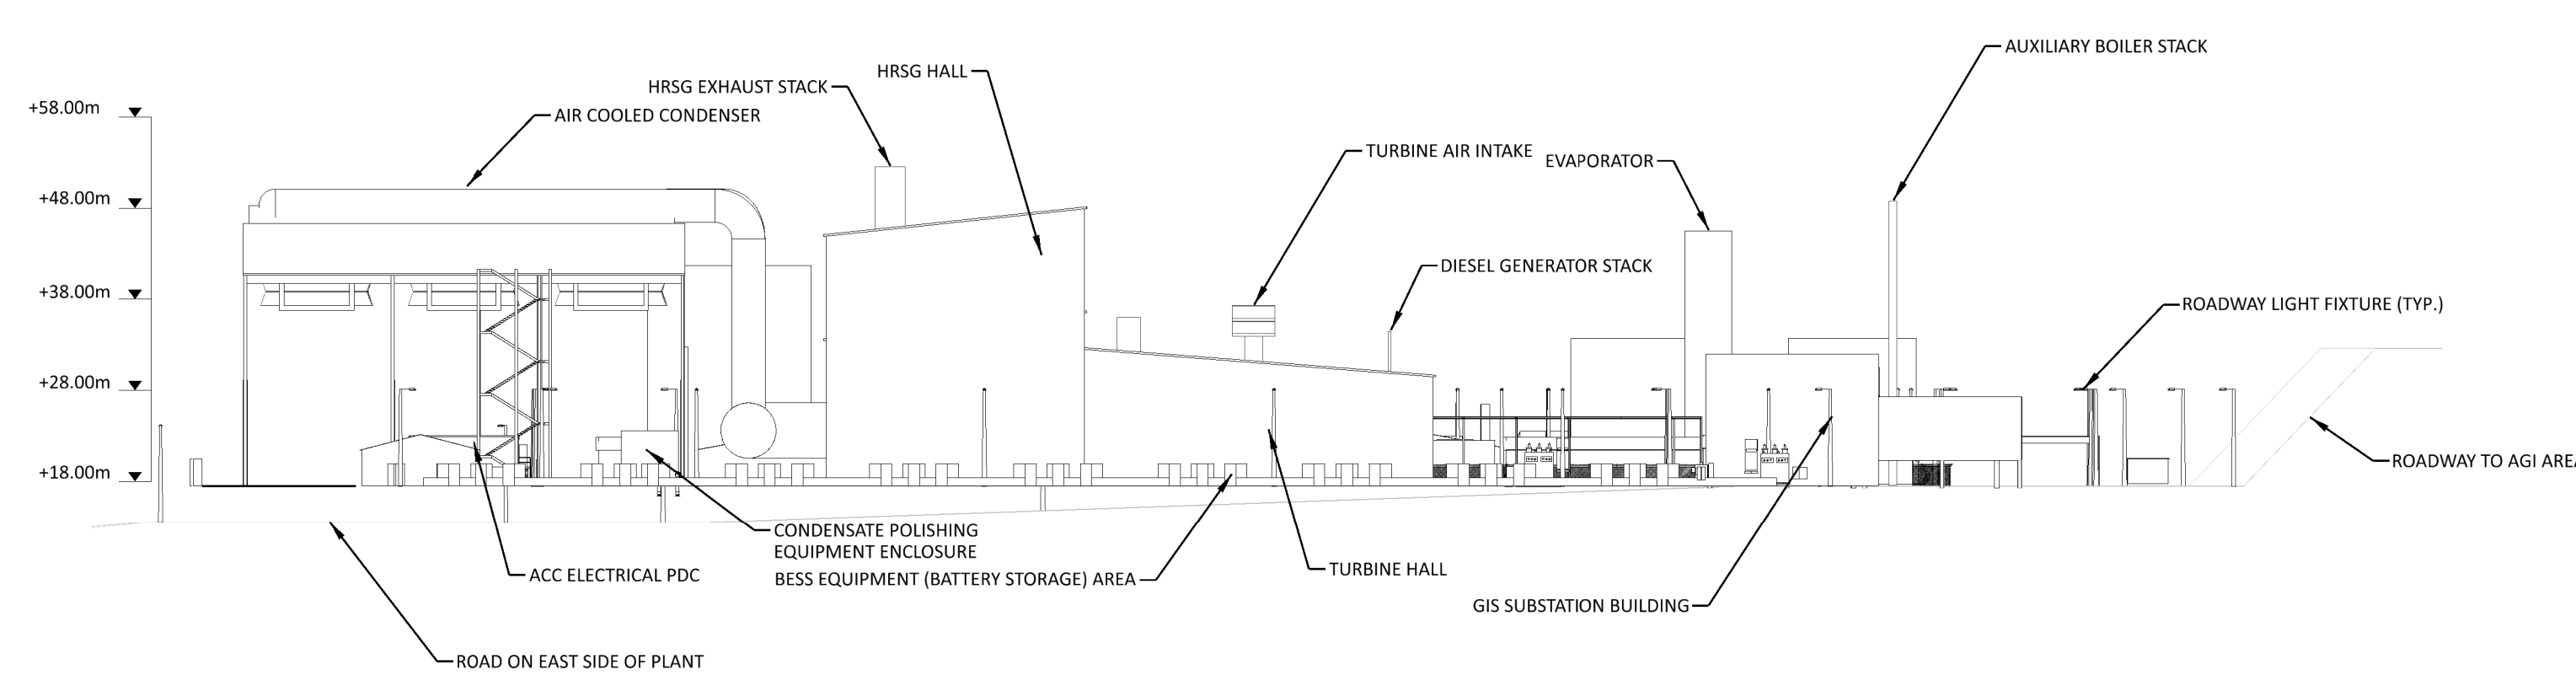 AUXILIARY BOILER STACK
HRSG HALL
HRSG EXHAUST STACK
+58.00m
AIR COOLED CONDENSER
TURBINE AIR INTAKE
EVAPORATOR
+48.00m
DIESEL GENERATOR STACK
+38.00m
ROADWAY LIGHT FIXTURE (TYP.)
+28.00m
ROADWAY TO AGI AREA
+18.00m
CONDENSATE POLISHING
EQUIPMENT ENCLOSURE
TURBINE HALL
ACC ELECTRICAL PDC
BESS EQUIPMENT (BATTERY STORAGE) AREA
GIS SUBSTATION BUILDING
ROAD ON EAST SIDE OF PLANT